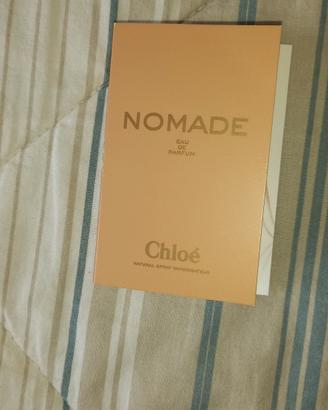 NOMADE
EAU
DE
PARFUM
Chloé
NATURAL SPRAY VAPORISATEUR